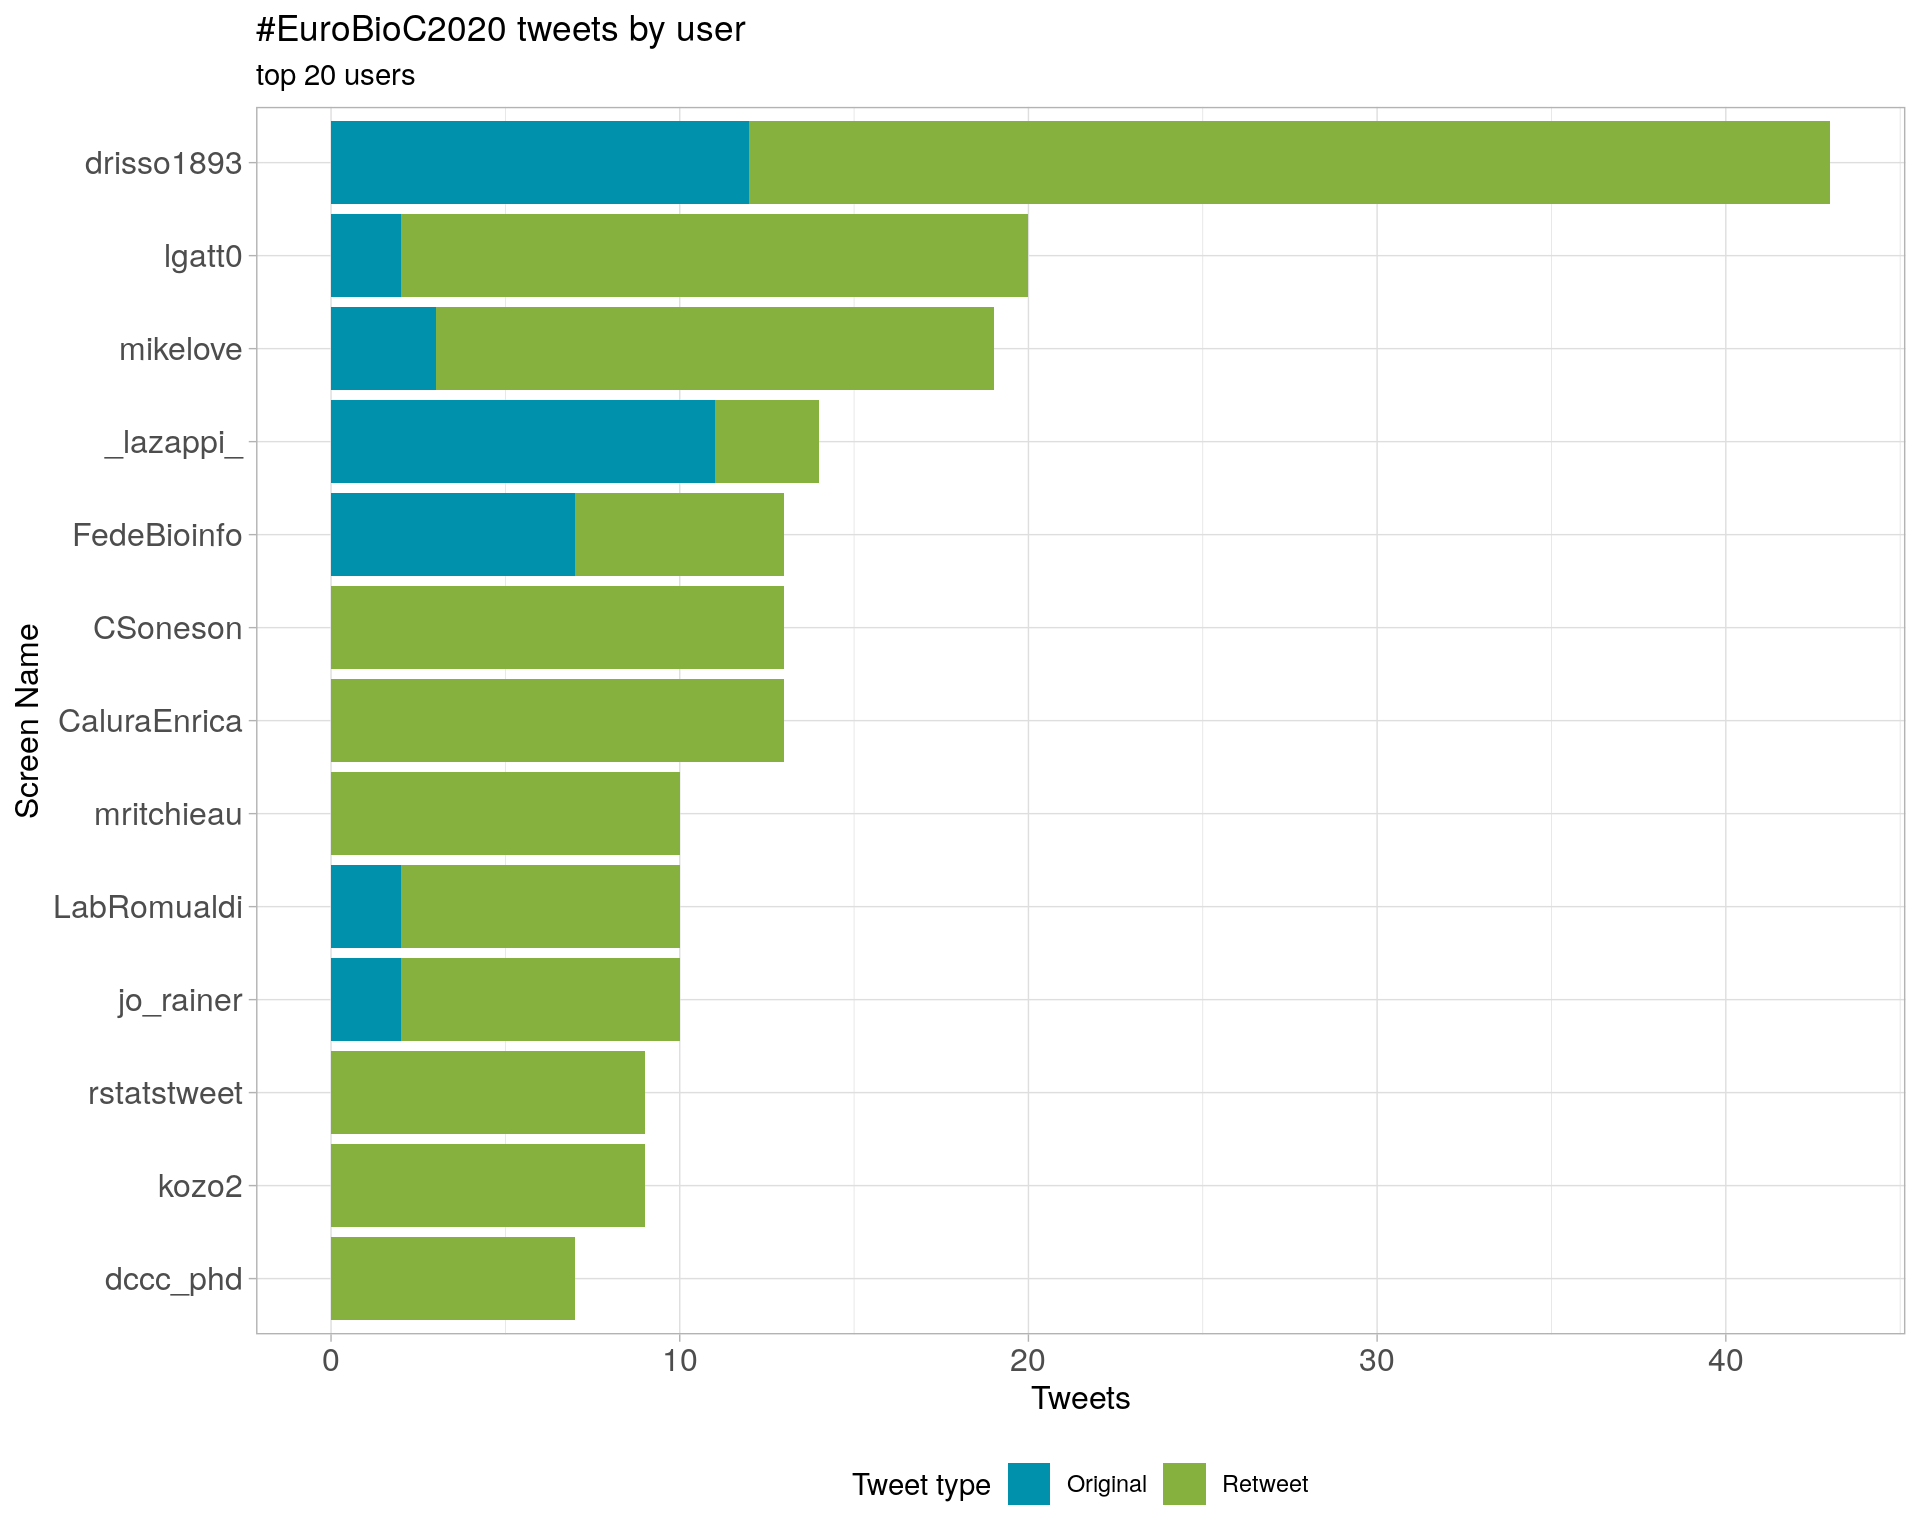 #EuroBioC2020 tweets by user
top 20 users
Screen Name
drisso1893
lgatt0
mikelove
_lazappi_
FedeBioinfo
CSoneson
CaluraEnrica
mritchieau
LabRomualdi
jo_rainer
rstatstweet
kozo2
dccc_phd
0 10 20 30 40
Tweets
Tweet type Original Retweet